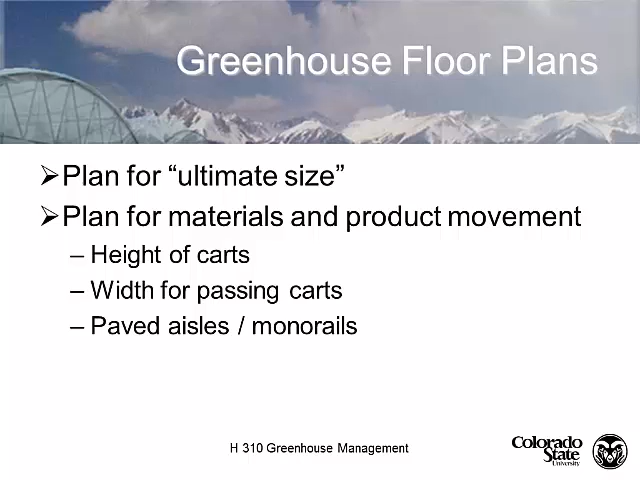 Greenhouse Floor Plans
➢Plan for “ultimate size”
➢Plan for materials and product movement
– Height of carts
– Width for passing carts
– Paved aisles / monorails
H 310 Greenhouse Management
Colorado
State
University